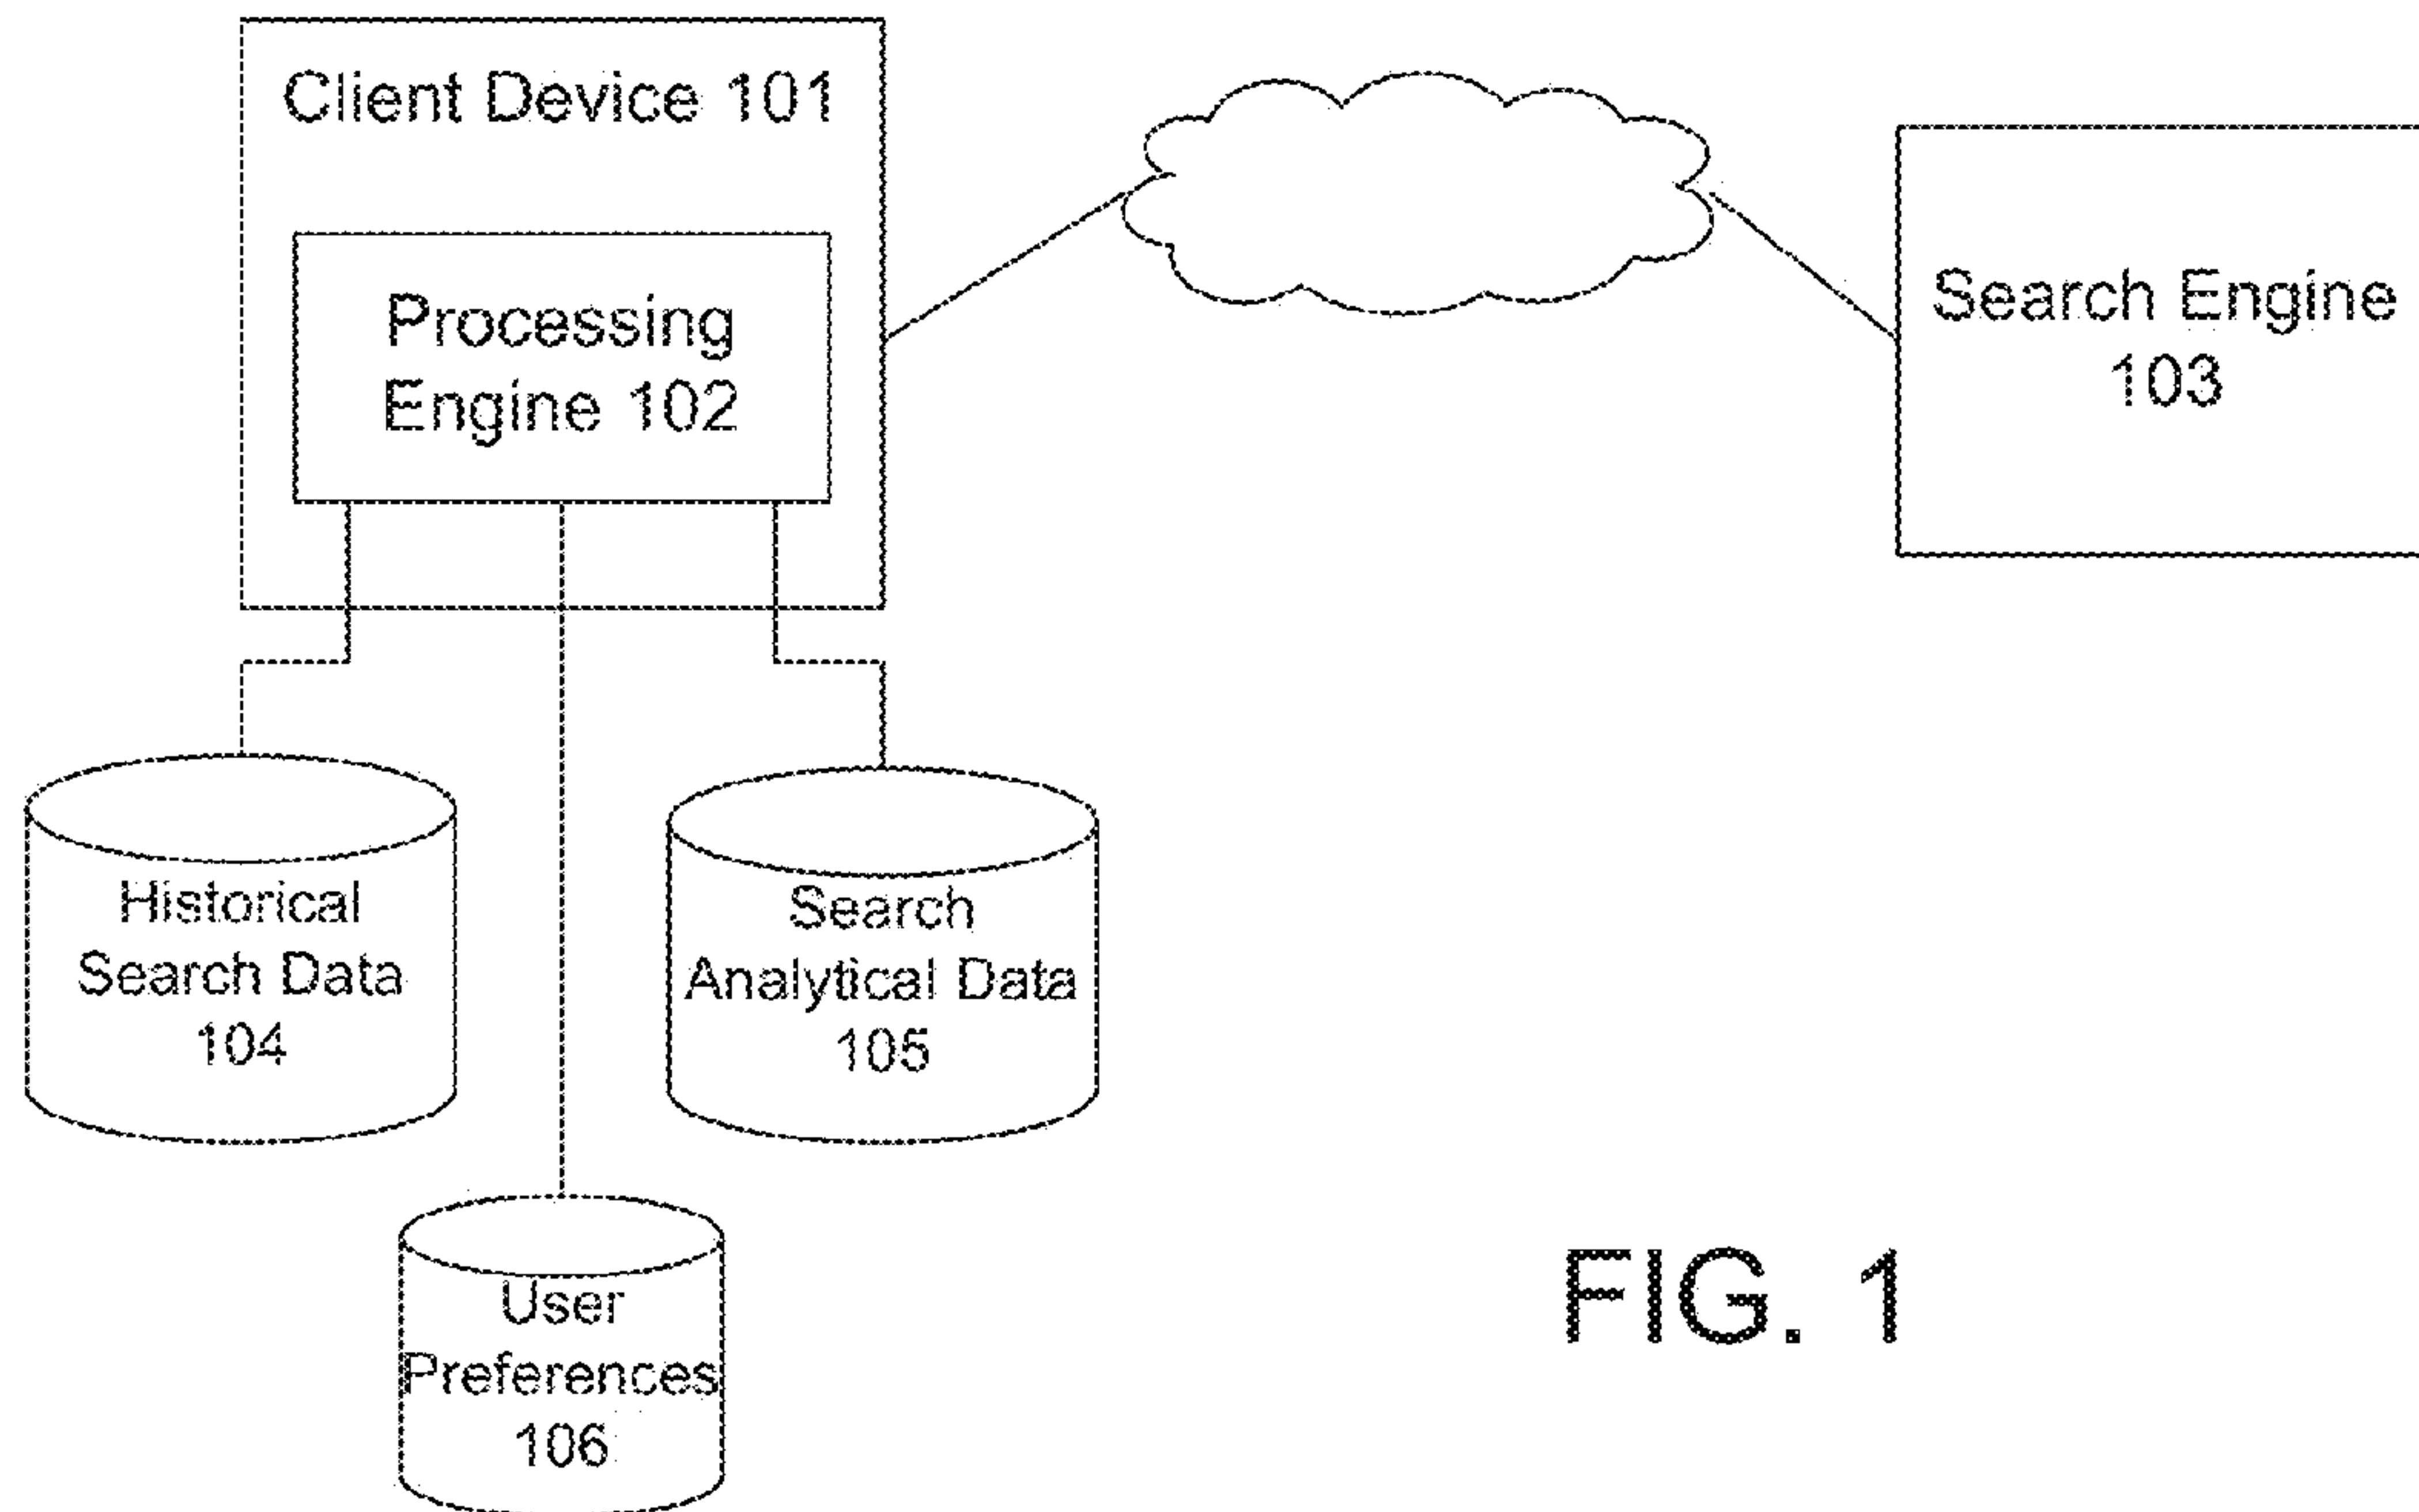 Client Device 101
Processing
Engine 102
Search Engine
103
Historical
Search Data
104
Search
Analytical Data
105
User
Preferences
106
FIG. 1